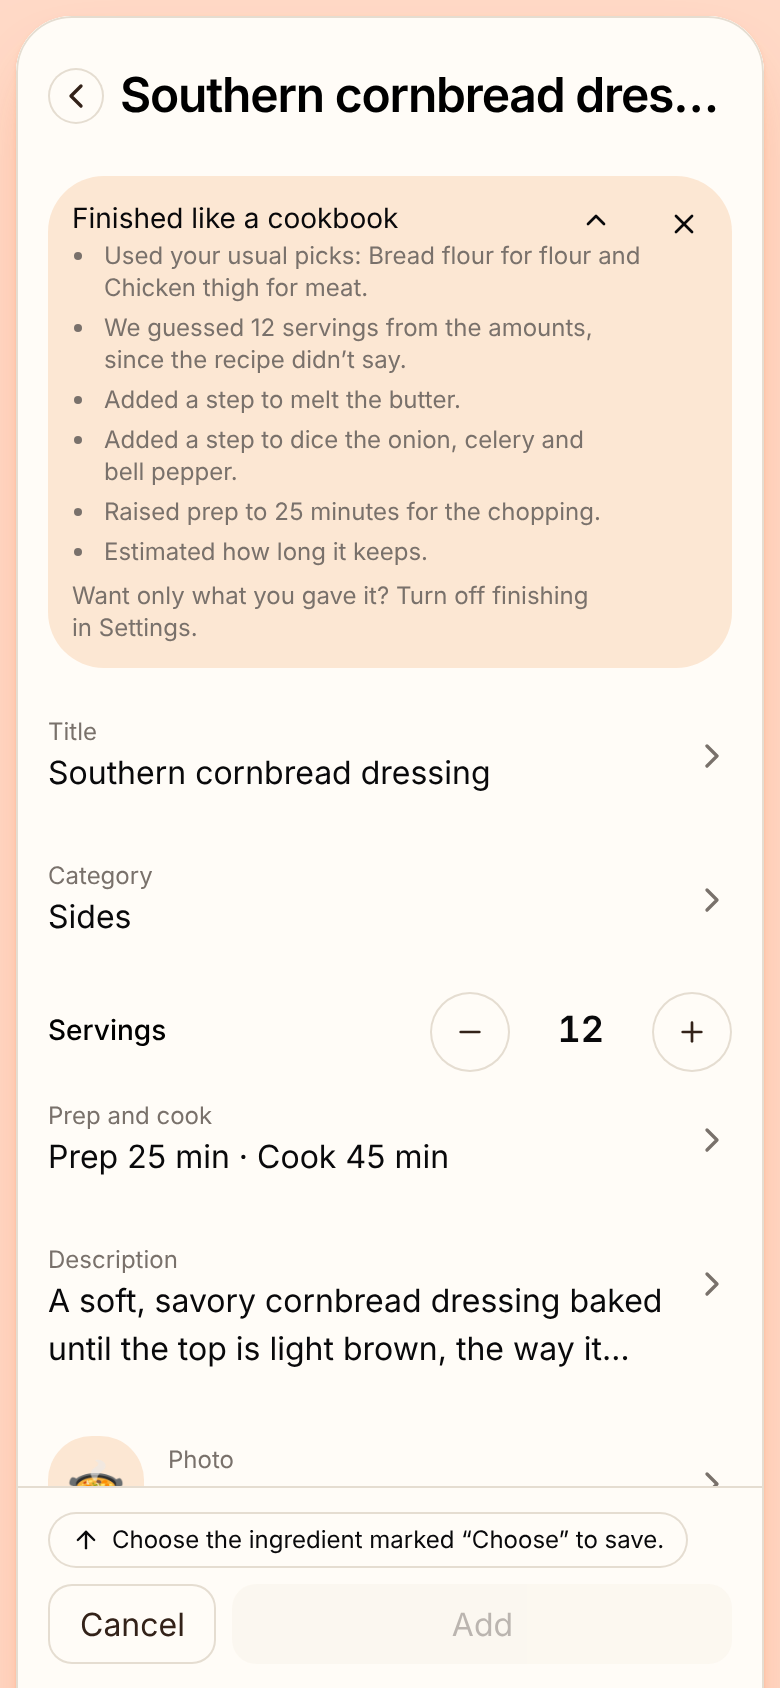 Southern cornbread dres...
Finished like a cookbook
• Used your usual picks: Bread flour for flour and
Chicken thigh for meat.
• We guessed 12 servings from the amounts,
since the recipe didn’t say.
• Added a step to melt the butter.
• Added a step to dice the onion, celery and
bell pepper.
• Raised prep to 25 minutes for the chopping.
• Estimated how long it keeps.
Want only what you gave it? Turn off finishing
in Settings.
Title
Southern cornbread dressing
Category
Sides
Servings
12
Prep and cook
Prep 25 min · Cook 45 min
Description
A soft, savory cornbread dressing baked
until the top is light brown, the way it...
Photo
Choose the ingredient marked “Choose” to save.
Cancel
Add